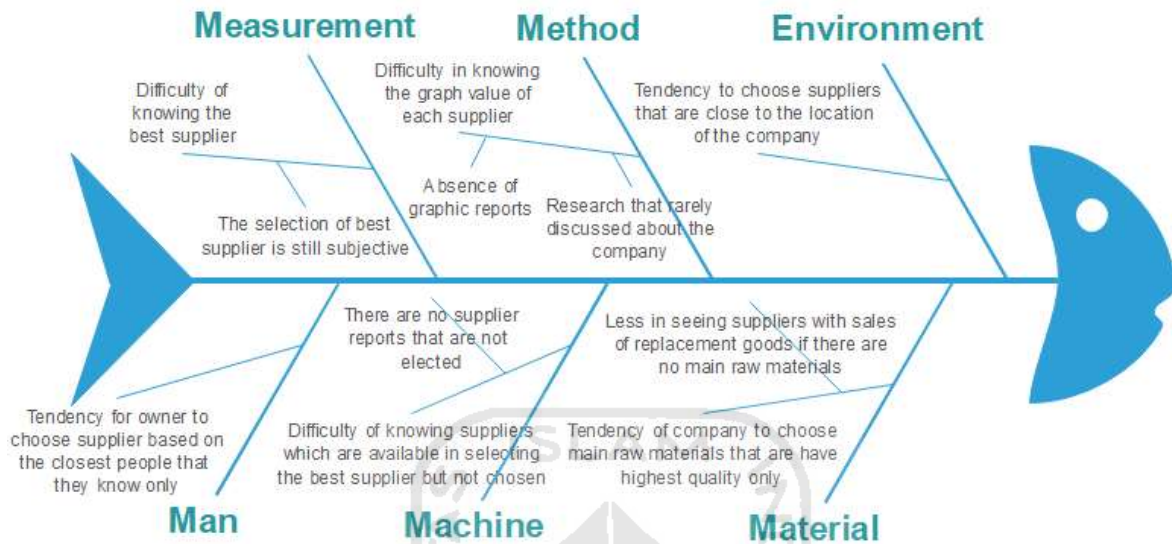 Measurement
Method
Environment
Difficulty of
knowing the
best supplier
The selection of best
supplier is still subjective
Difficulty in knowing
the graph value of
each supplier
Absence of
graphic reports
Research that rarely
discussed about the
company
Tendency to choose suppliers
that are close to the location
of the company
Tendency for owner to
choose supplier based on
the closest people that
they know only
There are no supplier
reports that are not
elected
Difficulty of knowing suppliers
which are available in selecting
the best supplier but not chosen
Less in seeing suppliers with sales
of replacement goods if there are
no main raw materials
Tendency of company to choose
main raw materials that are have
highest quality only
Man
Machine
Material